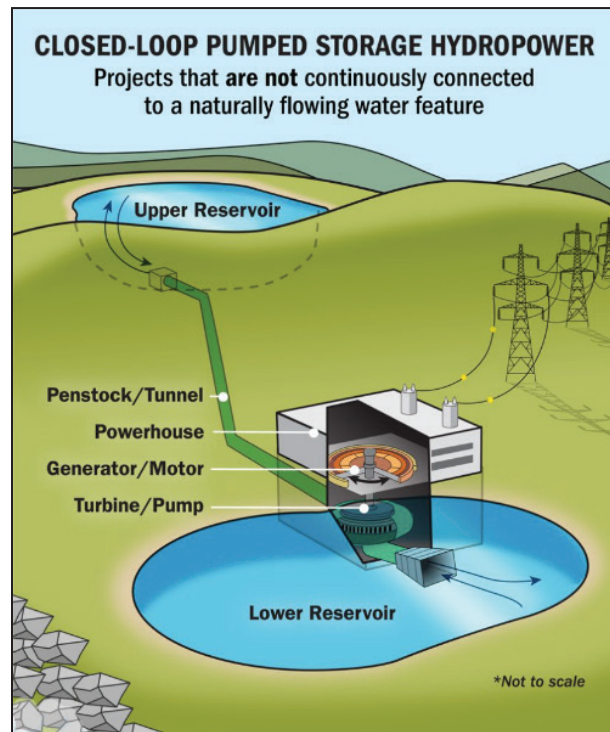 CLOSED-LOOP PUMPED STORAGE HYDROPOWER
Projects that are not continuously connected
to a naturally flowing water feature
Upper Reservoir
Penstock/Tunnel
Powerhouse
Generator/Motor
Turbine/Pump
Lower Reservoir
*Not to scale